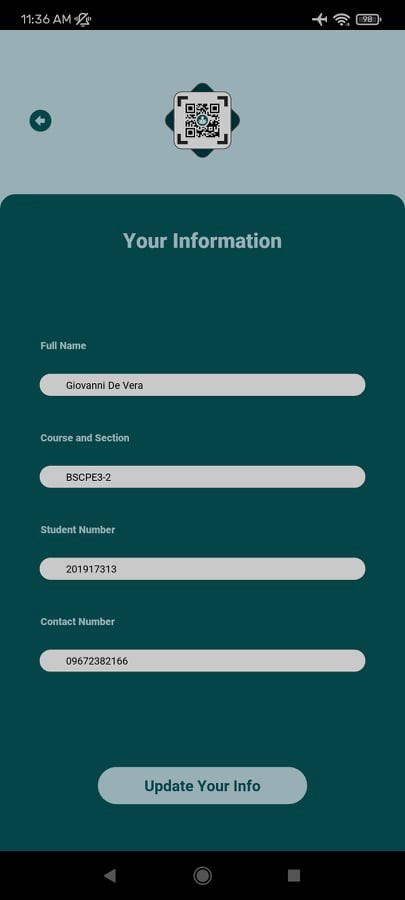 11:36 AM
98
Your Information
Full Name
Giovanni De Vera
Course and Section
BSCPE3-2
Student Number
201917313
Contact Number
09672382166
Update Your Info